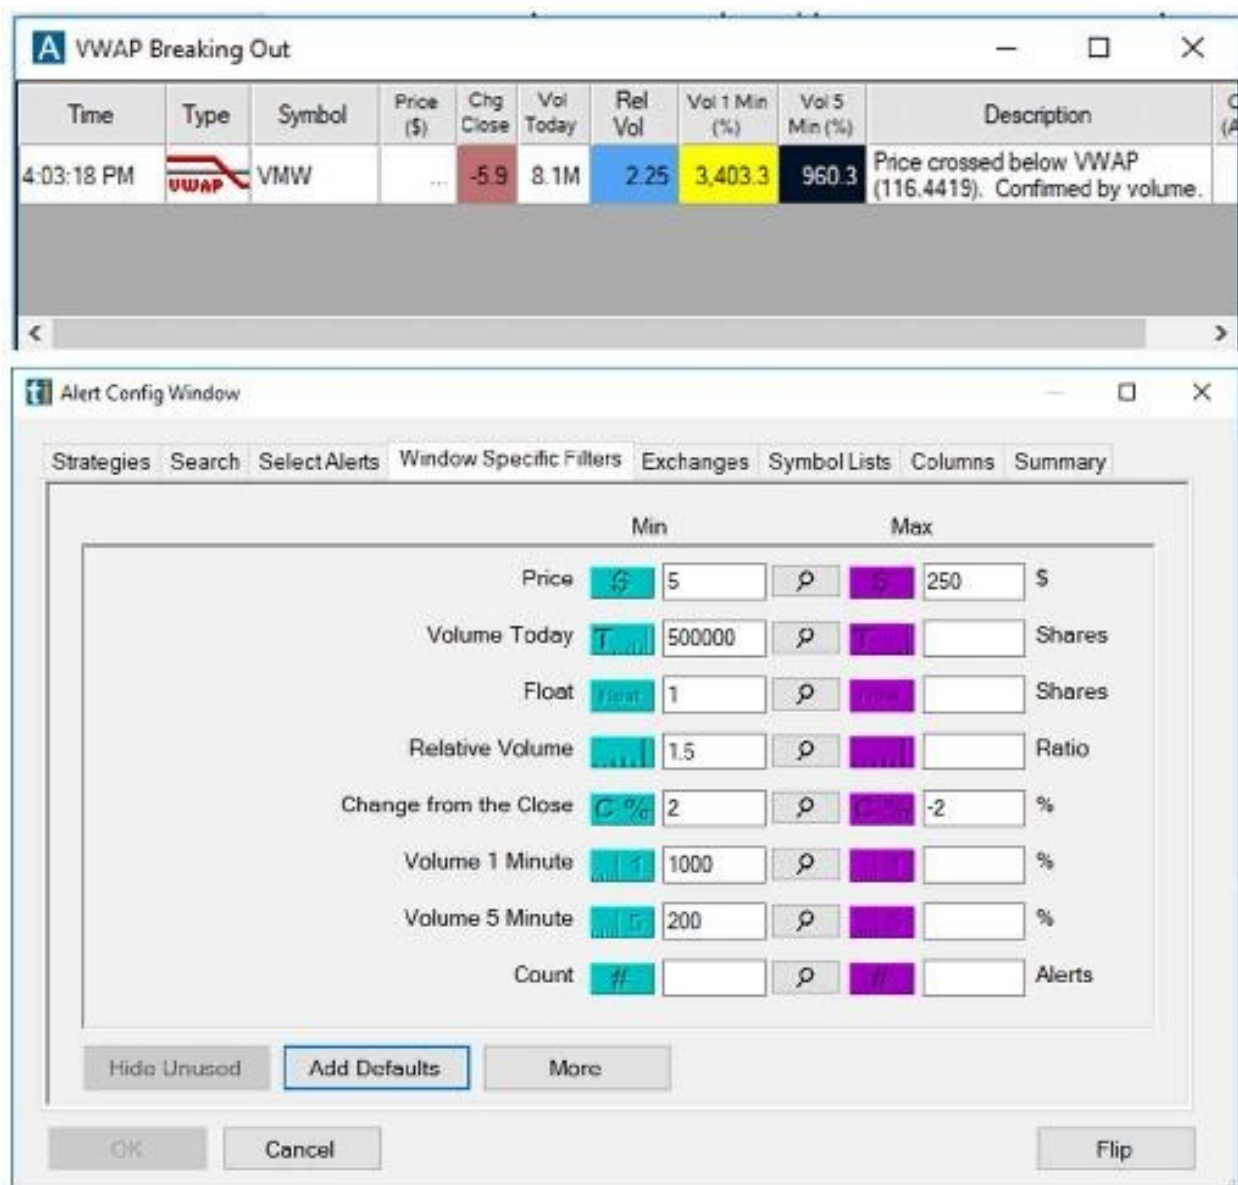 A VWAP Breaking Out
Time Type Symbol Price ($) Chg Close Vol Today Rel Vol Vol 1 Min (%) Vol 5 Min (%) Description
4:03:18 PM VWAP VMW ... -5.9 8.1M 2.25 3,403.3 960.3 Price crossed below VWAP
(116.4419). Confirmed by volume.
Alert Config Window
Strategies Search Select Alerts Window Specific Filters Exchanges Symbol Lists Columns Summary
Min Max
Price $ 5 $ 250 $
Volume Today T 500000 T Shares
Float Float 1 Float Shares
Relative Volume 1.5 Ratio
Change from the Close C % 2 C % -2 %
Volume 1 Minute 1 1000 1 %
Volume 5 Minute 5 200 5 %
Count # # Alerts
Hide Unused Add Defaults More
OK Cancel Flip